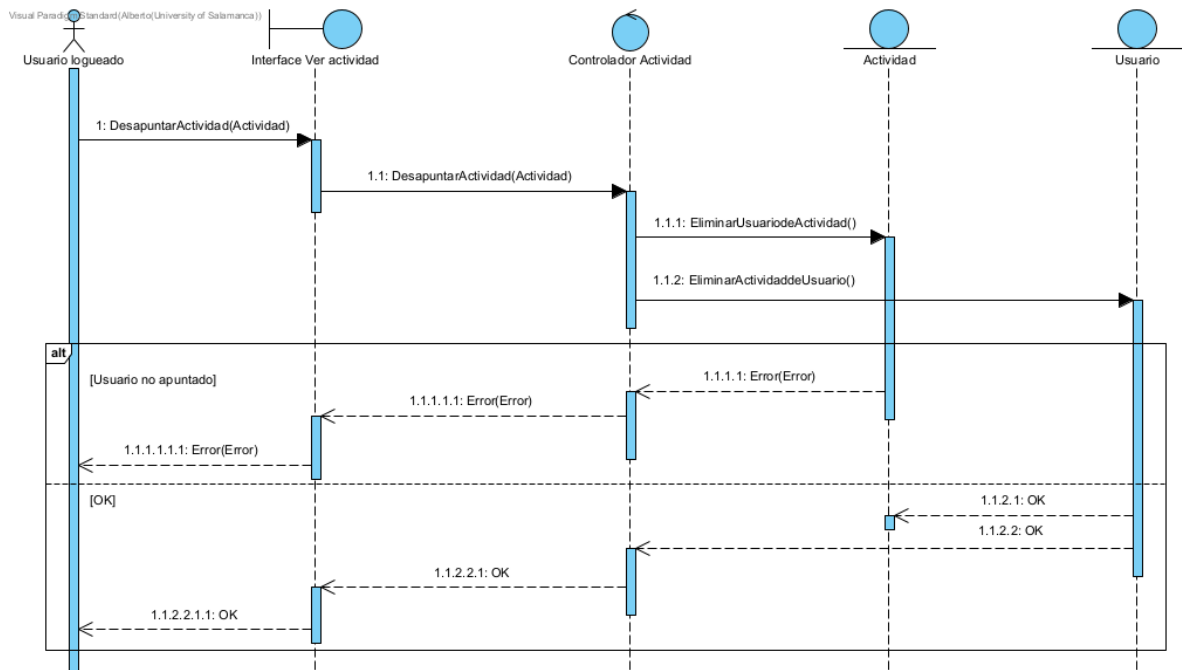 Visual Paradigm Standard(Alberto(University of Salamanca))
Usuario logueado
Interface Ver actividad
Controlador Actividad
Actividad
Usuario
1: DesapuntarActividad(Actividad)
1.1: DesapuntarActividad(Actividad)
1.1.1: EliminarUsuariodeActividad()
1.1.2: EliminarActividaddeUsuario()
alt
[Usuario no apuntado]
1.1.1.1: Error(Error)
1.1.1.1.1: Error(Error)
1.1.1.1.1.1: Error(Error)
[OK]
1.1.2.1: OK
1.1.2.2: OK
1.1.2.2.1: OK
1.1.2.2.1.1: OK